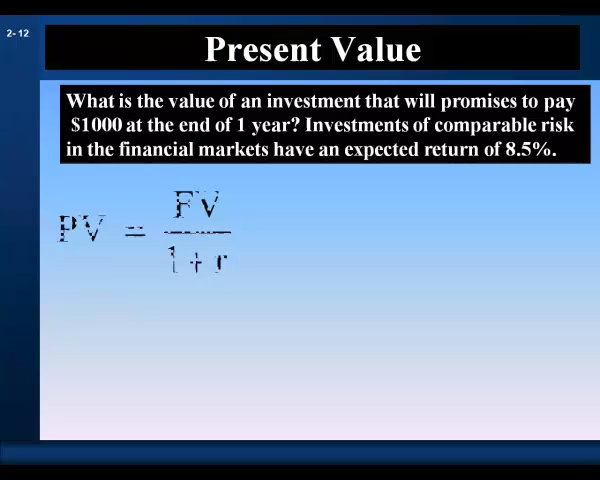 2- 12
Present Value
What is the value of an investment that will promises to pay
$1000 at the end of 1 year? Investments of comparable risk
in the financial markets have an expected return of 8.5%.
PV = FV
1 + r